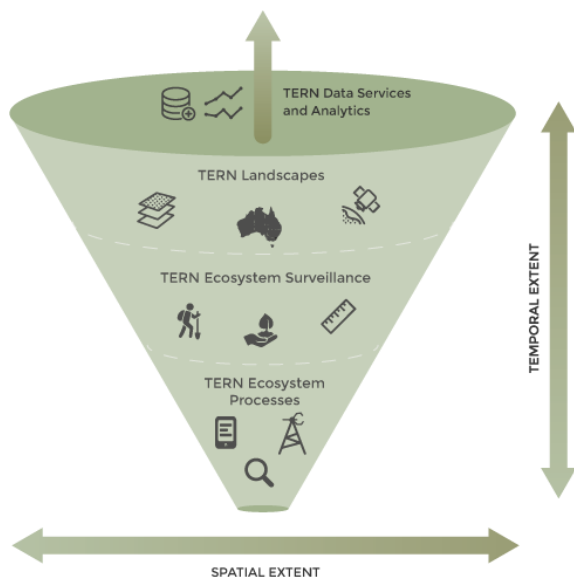 TERN Data Services
and Analytics
TERN Landscapes
TERN Ecosystem Surveillance
TERN Ecosystem
Processes
TEMPORAL EXTENT
SPATIAL EXTENT